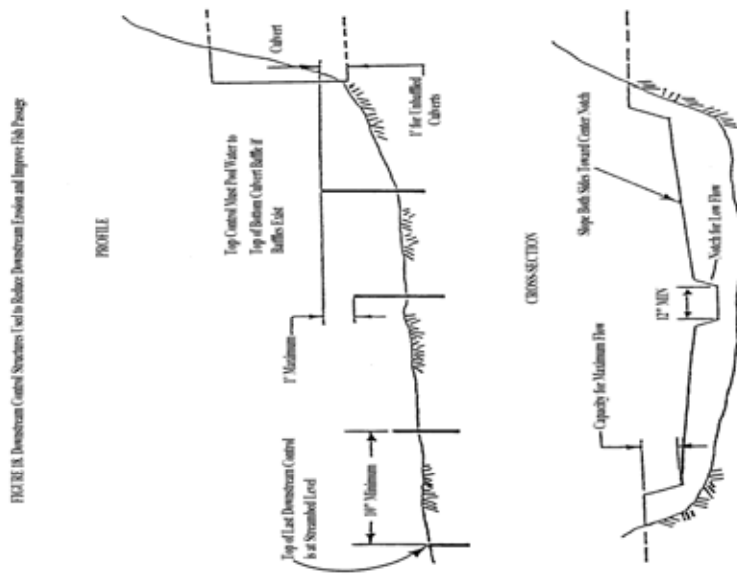 FIGURE 18. Downstream Control Structures Used to Reduce Downstream Erosion and Improve Fish Passage
PROFILE
Culvert
Top Control Must Pool Water to
Top of Bottom Culvert Baffle if
Baffles Exist
1' for Unbaffled
Culverts
1' Maximum
Top of Last Downstream Control
is at Streambed Level
10" Minimum
CROSS-SECTION
Slope Both Sides Toward Center Notch
Notch for Low Flow
12" MIN
Capacity for Maximum Flow